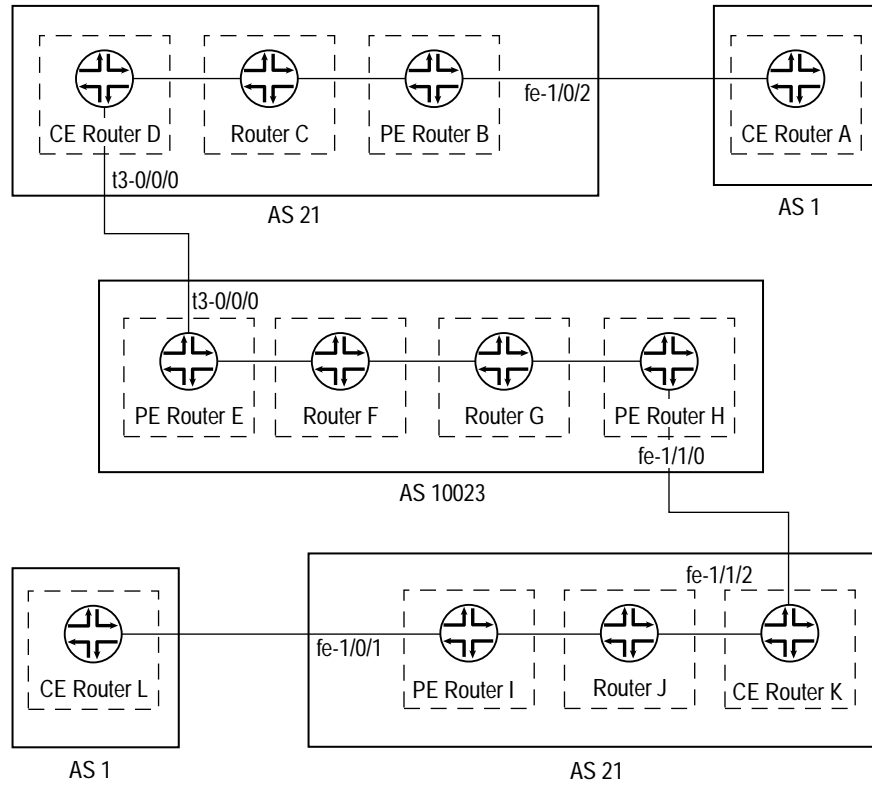 fe-1/0/2
CE Router D
Router C
PE Router B
CE Router A
t3-0/0/0
AS 21
AS 1
t3-0/0/0
PE Router E
Router F
Router G
PE Router H
fe-1/1/0
AS 10023
fe-1/1/2
fe-1/0/1
CE Router L
PE Router I
Router J
CE Router K
AS 1
AS 21